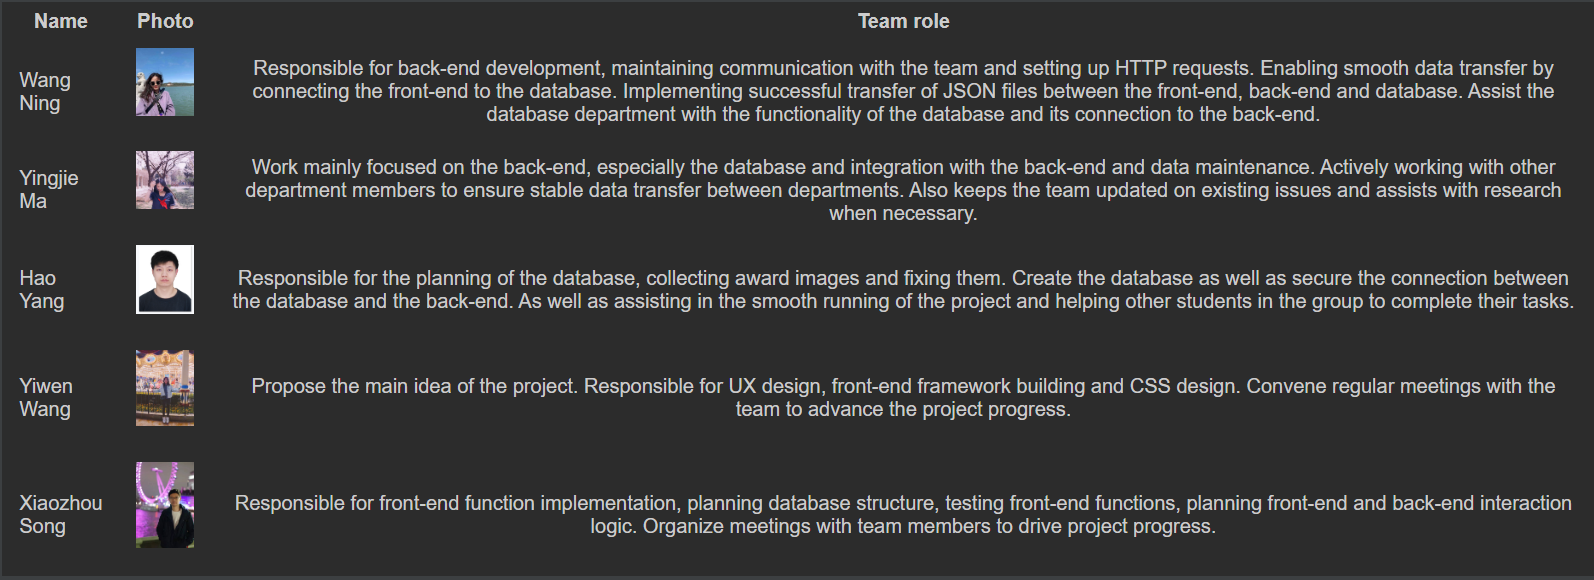 Name Photo Team role
Wang
Ning
Responsible for back-end development, maintaining communication with the team and setting up HTTP requests. Enabling smooth data transfer by
connecting the front-end to the database. Implementing successful transfer of JSON files between the front-end, back-end and database. Assist the
database department with the functionality of the database and its connection to the back-end.
Yingjie
Ma
Work mainly focused on the back-end, especially the database and integration with the back-end and data maintenance. Actively working with other
department members to ensure stable data transfer between departments. Also keeps the team updated on existing issues and assists with research
when necessary.
Hao
Yang
Responsible for the planning of the database, collecting award images and fixing them. Create the database as well as secure the connection between
the database and the back-end. As well as assisting in the smooth running of the project and helping other students in the group to complete their tasks.
Yiwen
Wang
Propose the main idea of the project. Responsible for UX design, front-end framework building and CSS design. Convene regular meetings with the
team to advance the project progress.
Xiaozhou
Song
Responsible for front-end function implementation, planning database structure, testing front-end functions, planning front-end and back-end interaction
logic. Organize meetings with team members to drive project progress.